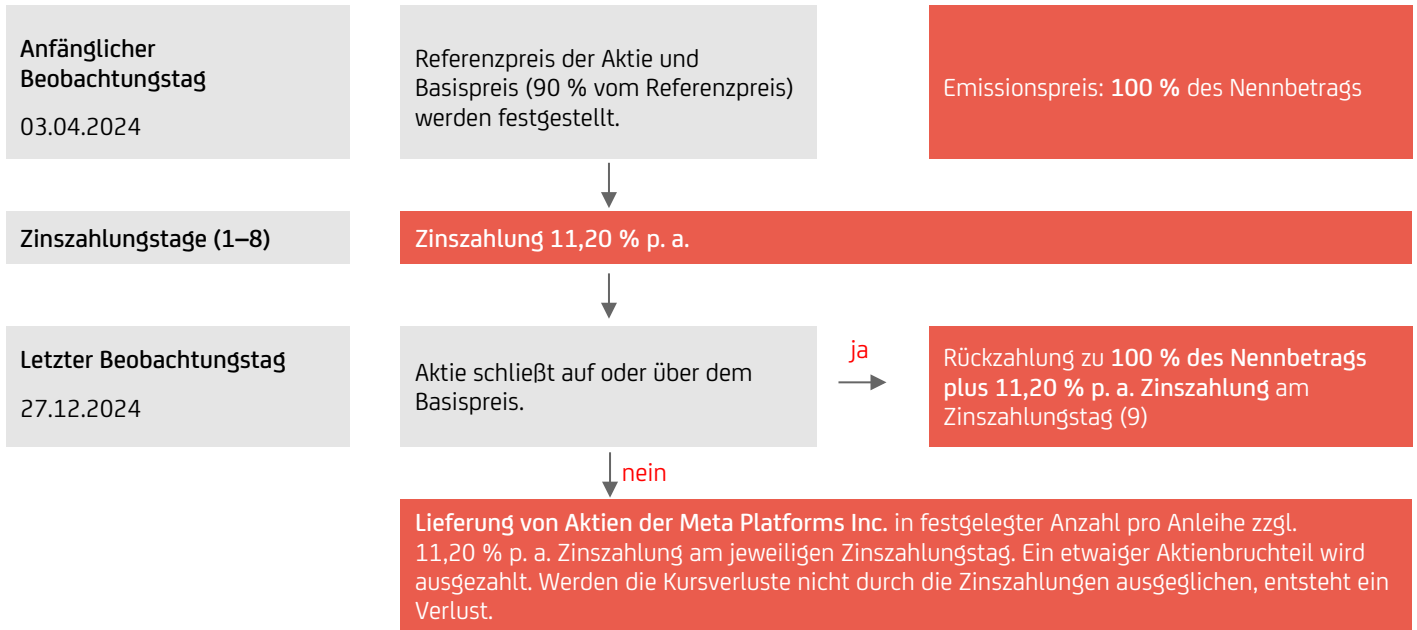 Anfänglicher
Beobachtungstag
03.04.2024
Referenzpreis der Aktie und
Basispreis (90 % vom Referenzpreis)
werden festgestellt.
Emissionspreis: 100 % des Nennbetrags
Zinszahlungstage (1–8)
Zinszahlung 11,20 % p. a.
Letzter Beobachtungstag
27.12.2024
Aktie schließt auf oder über dem
Basispreis.
ja
Rückzahlung zu 100 % des Nennbetrags
plus 11,20 % p. a. Zinszahlung am
Zinszahlungstag (9)
nein
Lieferung von Aktien der Meta Platforms Inc. in festgelegter Anzahl pro Anleihe zzgl.
11,20 % p. a. Zinszahlung am jeweiligen Zinszahlungstag. Ein etwaiger Aktienbruchteil wird
ausgezahlt. Werden die Kursverluste nicht durch die Zinszahlungen ausgeglichen, entsteht ein
Verlust.